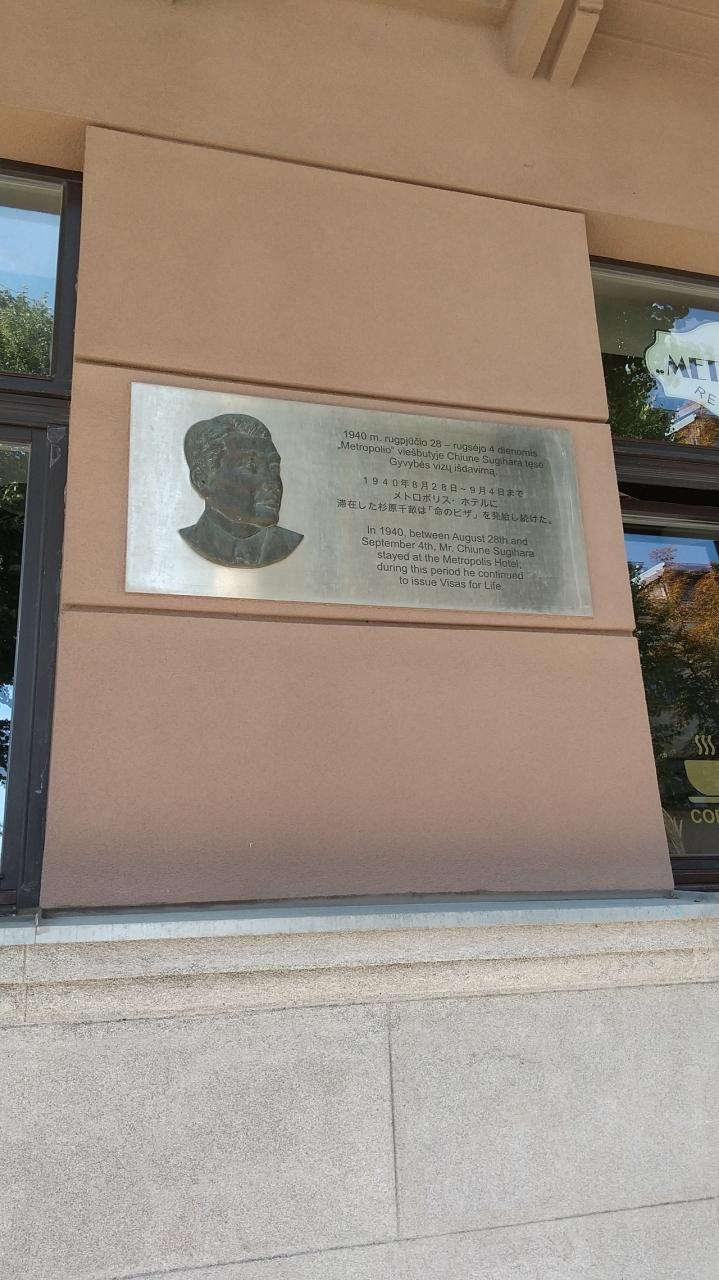 1940 m. rugpjūčio 28 – rugsėjo 4 dienomis
„Metropolio" viešbutyje Chiune Sugihara tęsė
Gyvybės vizų išdavimą.
1940年8月28日~9月4日まで
メトロポリス・ホテルに
滞在した杉原千畝は「命のビザ」を発給し続けた。
In 1940, between August 28th and
September 4th, Mr. Chiune Sugihara
stayed at the Metropolis Hotel;
during this period he continued
to issue Visas for Life.